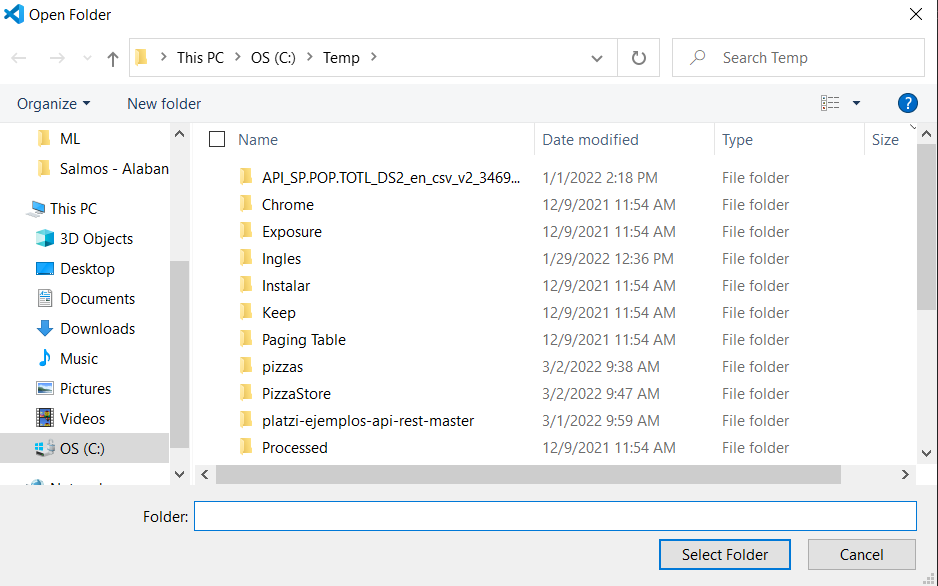 Open Folder
This PC OS (C:) Temp
Search Temp
Organize New folder
?
ML
Salmos - Alaban
This PC
3D Objects
Desktop
Documents
Downloads
Music
Pictures
Videos
OS (C:)
Name Date modified Type Size
API_SP.POP.TOTL_DS2_en_csv_v2_3469... 1/1/2022 2:18 PM File folder
Chrome 12/9/2021 11:54 AM File folder
Exposure 12/9/2021 11:54 AM File folder
Ingles 1/29/2022 12:36 PM File folder
Instalar 12/9/2021 11:54 AM File folder
Keep 12/9/2021 11:54 AM File folder
Paging Table 12/9/2021 11:54 AM File folder
pizzas 3/2/2022 9:38 AM File folder
PizzaStore 3/2/2022 9:47 AM File folder
platzi-ejemplos-api-rest-master 3/1/2022 9:59 AM File folder
Processed 12/9/2021 11:54 AM File folder
Folder:
Select Folder Cancel